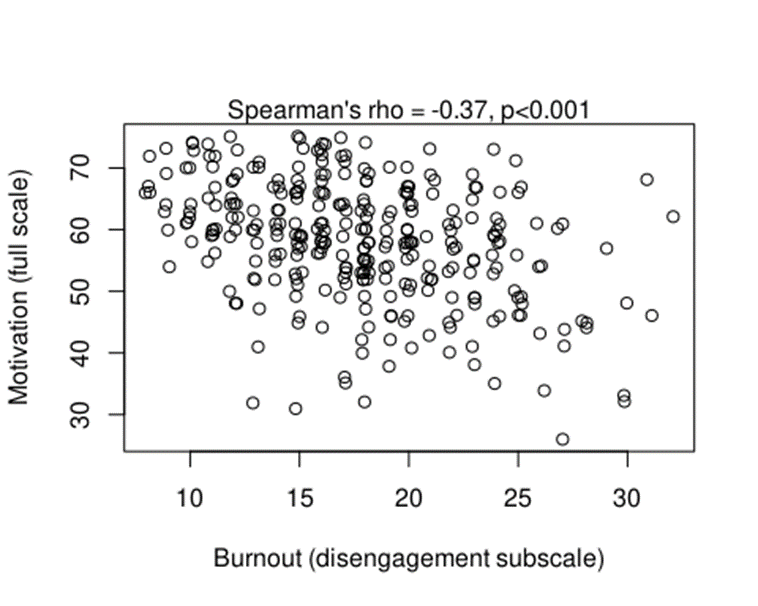 Spearman's rho = -0.37, p<0.001
Motivation (full scale)
70
60
50
40
30
10 15 20 25 30
Burnout (disengagement subscale)